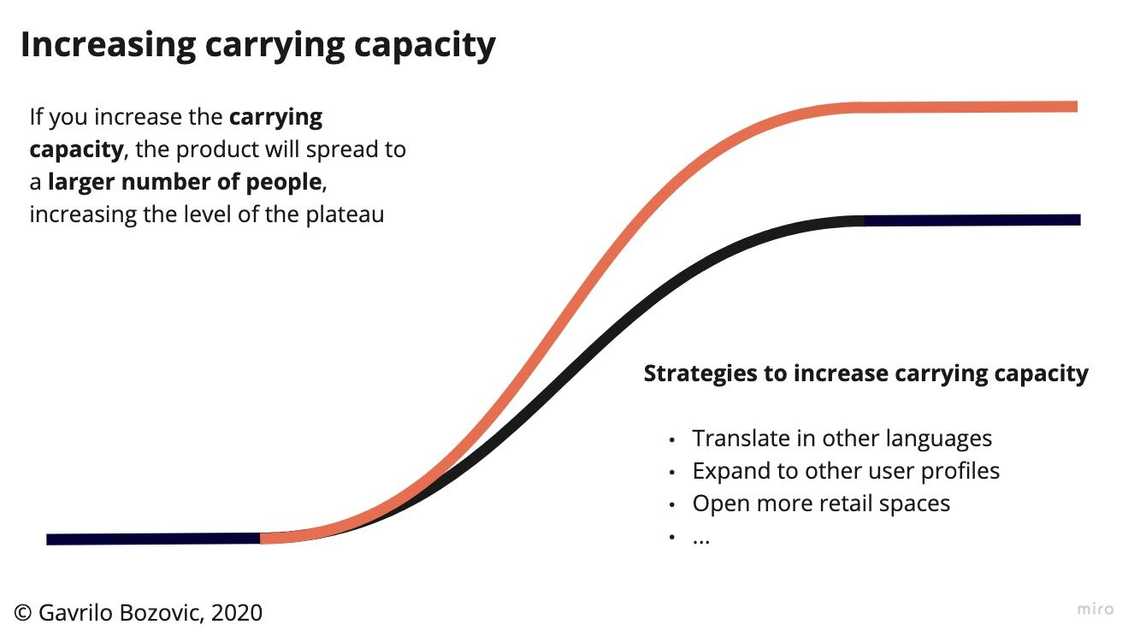 Increasing carrying capacity
If you increase the carrying
capacity, the product will spread to
a larger number of people,
increasing the level of the plateau
Strategies to increase carrying capacity
• Translate in other languages
• Expand to other user profiles
• Open more retail spaces
• ...
© Gavrilo Bozovic, 2020
miro